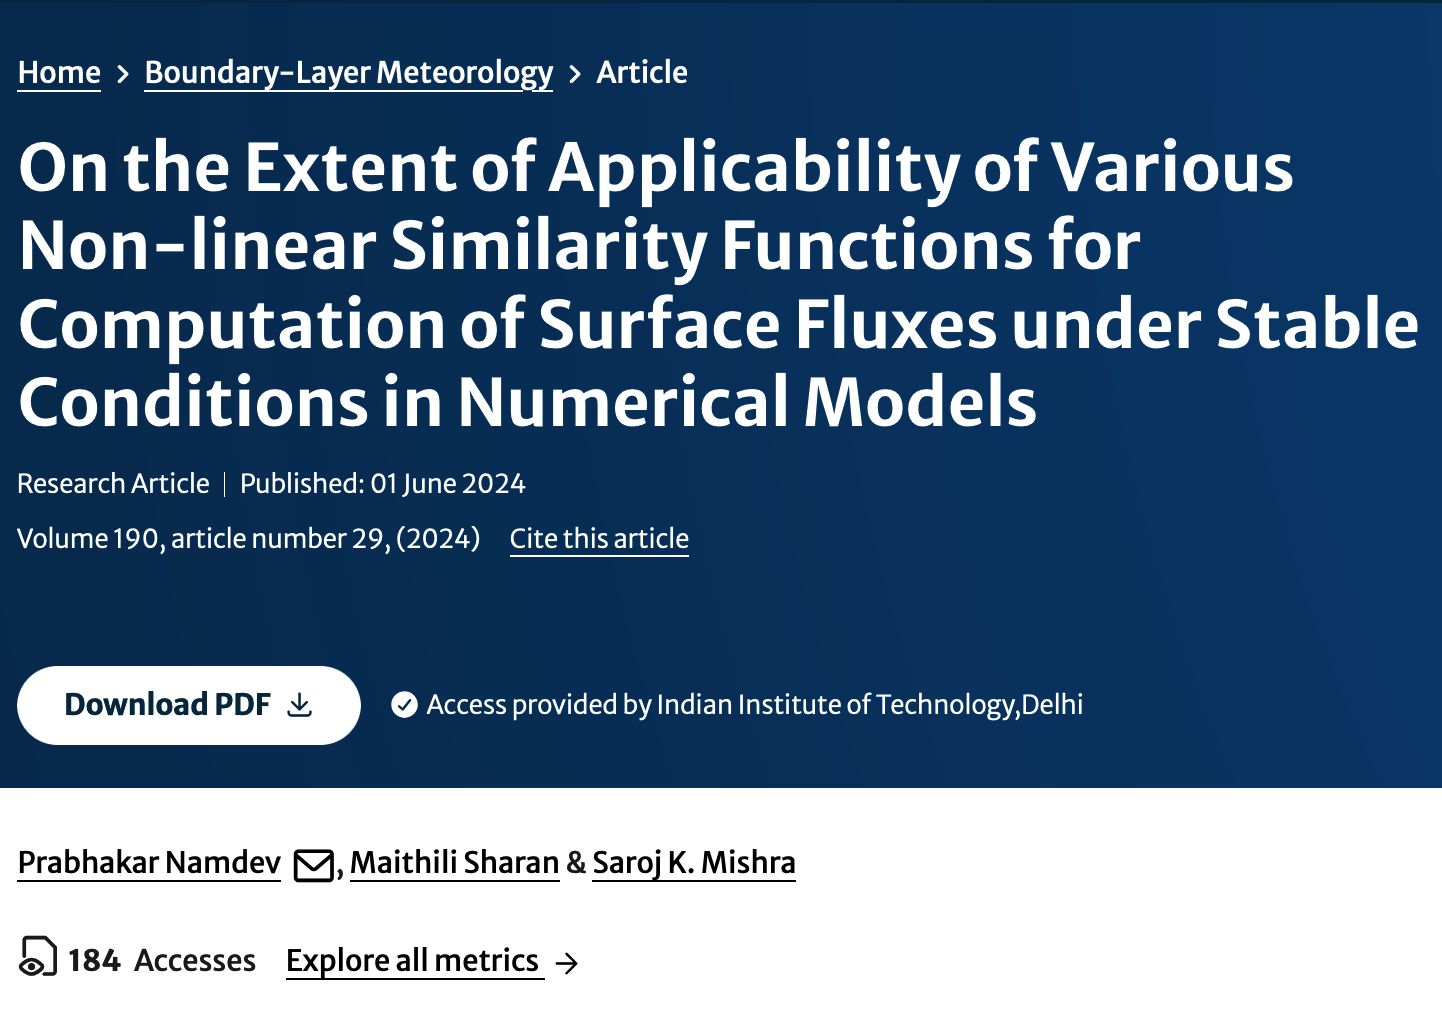 Home > Boundary-Layer Meteorology > Article
On the Extent of Applicability of Various
Non-linear Similarity Functions for
Computation of Surface Fluxes under Stable
Conditions in Numerical Models
Research Article | Published: 01 June 2024
Volume 190, article number 29, (2024) Cite this article
Download PDF Access provided by Indian Institute of Technology,Delhi
Prabhakar Namdev , Maithili Sharan & Saroj K. Mishra
184 Accesses Explore all metrics →